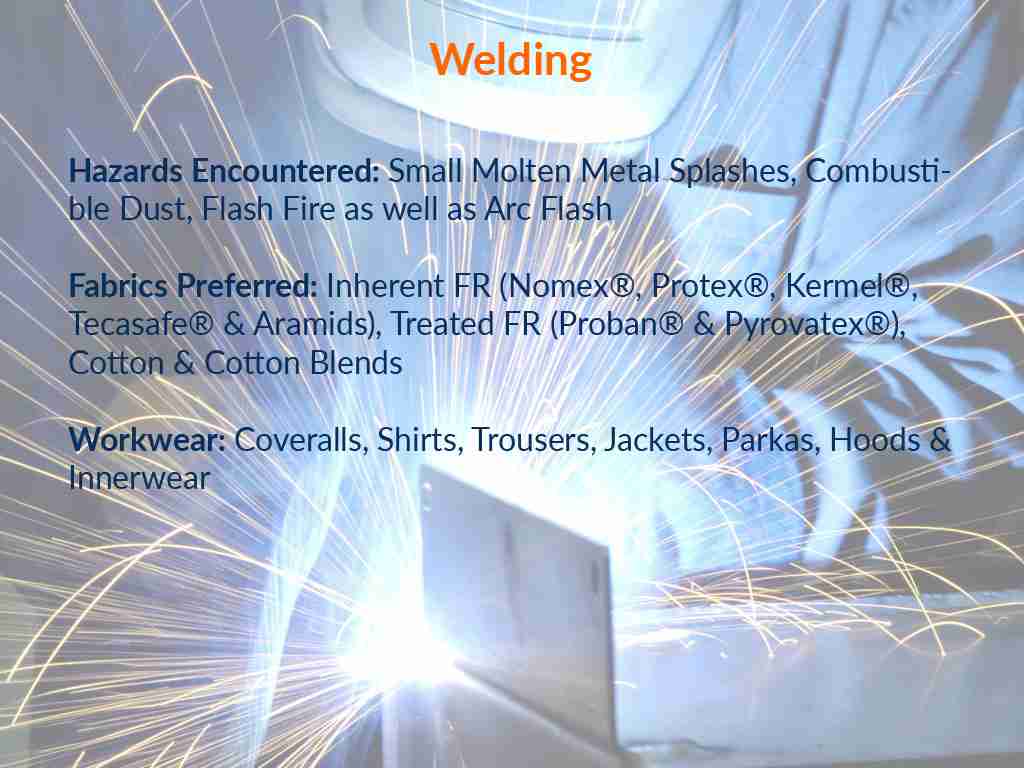 Welding
Hazards Encountered: Small Molten Metal Splashes, Combusti-
ble Dust, Flash Fire as well as Arc Flash
Fabrics Preferred: Inherent FR (Nomex®, Protex®, Kermel®,
Tecasafe® & Aramids), Treated FR (Proban® & Pyrovatex®),
Cotton & Cotton Blends
Workwear: Coveralls, Shirts, Trousers, Jackets, Parkas, Hoods &
Innerwear